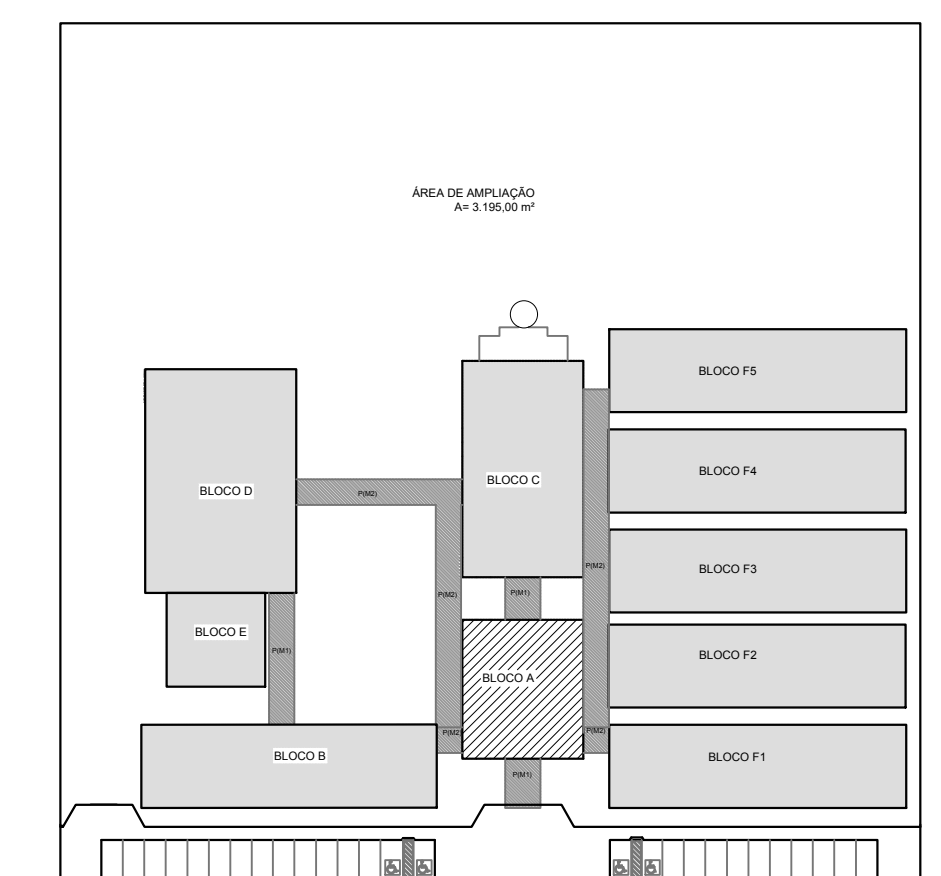 ÁREA DE AMPLIAÇÃO
A= 3.195,00 m²
BLOCO F5
BLOCO F4
BLOCO C
BLOCO D
P(M2)
BLOCO F3
P(M2)
P(M1)
P(M2)
BLOCO E
P(M1)
BLOCO F2
BLOCO A
P(M2)
P(M2)
BLOCO B
BLOCO F1
P(M1)